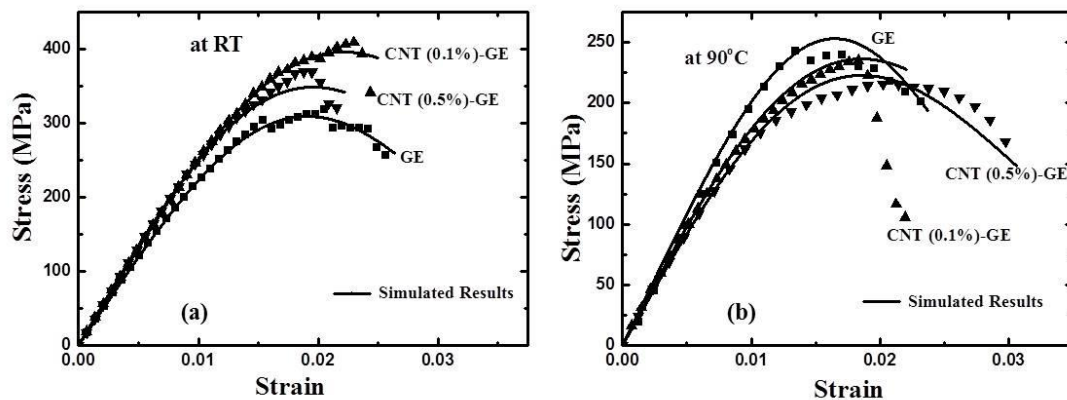 (a)
at RT
CNT (0.1%)-GE
CNT (0.5%)-GE
GE
Simulated Results
(a)
Stress (MPa)
400
300
200
100
0
0.00 0.01 0.02 0.03
Strain
(b)
at 90°C
GE
CNT (0.5%)-GE
CNT (0.1%)-GE
Simulated Results
(b)
Stress (MPa)
250
200
150
100
50
0
0.00 0.01 0.02 0.03
Strain